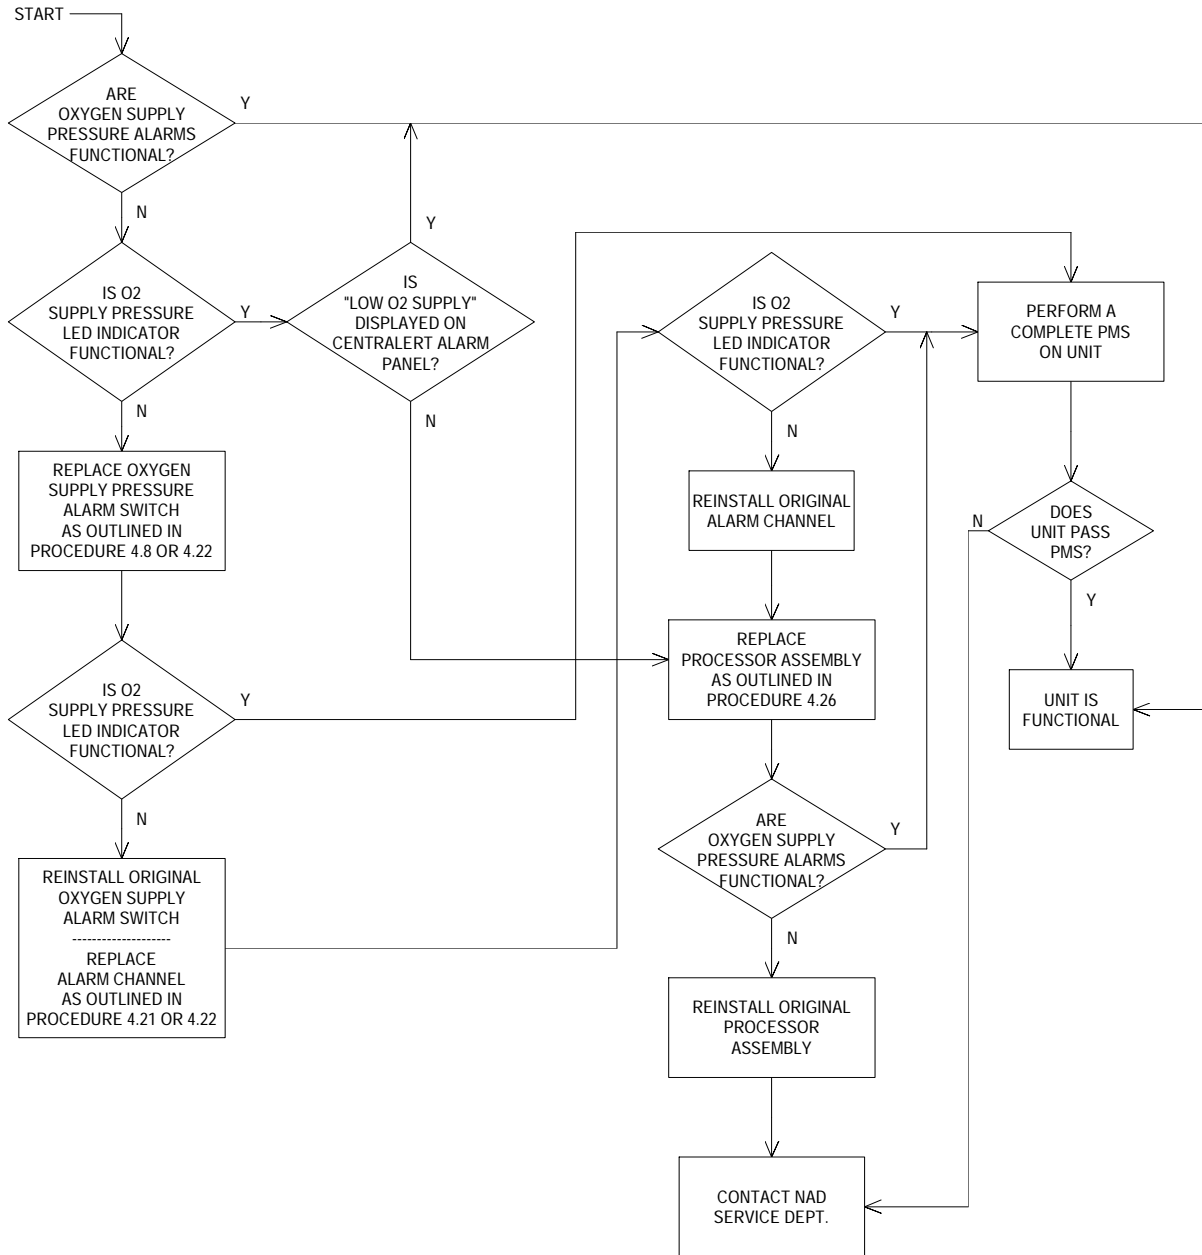 START
ARE
OXYGEN SUPPLY
PRESSURE ALARMS
FUNCTIONAL?
Y
N
IS O2
SUPPLY PRESSURE
LED INDICATOR
FUNCTIONAL?
Y
N
IS
"LOW O2 SUPPLY"
DISPLAYED ON
CENTRALERT ALARM
PANEL?
Y
N
REPLACE OXYGEN
SUPPLY PRESSURE
ALARM SWITCH
AS OUTLINED IN
PROCEDURE 4.8 OR 4.22
IS O2
SUPPLY PRESSURE
LED INDICATOR
FUNCTIONAL?
Y
N
REINSTALL ORIGINAL
OXYGEN SUPPLY
ALARM SWITCH
--------------------
REPLACE
ALARM CHANNEL
AS OUTLINED IN
PROCEDURE 4.21 OR 4.22
IS O2
SUPPLY PRESSURE
LED INDICATOR
FUNCTIONAL?
Y
N
REINSTALL ORIGINAL
ALARM CHANNEL
REPLACE
PROCESSOR ASSEMBLY
AS OUTLINED IN
PROCEDURE 4.26
ARE
OXYGEN SUPPLY
PRESSURE ALARMS
FUNCTIONAL?
Y
N
REINSTALL ORIGINAL
PROCESSOR
ASSEMBLY
CONTACT NAD
SERVICE DEPT.
PERFORM A
COMPLETE PMS
ON UNIT
DOES
UNIT PASS
PMS?
N
Y
UNIT IS
FUNCTIONAL